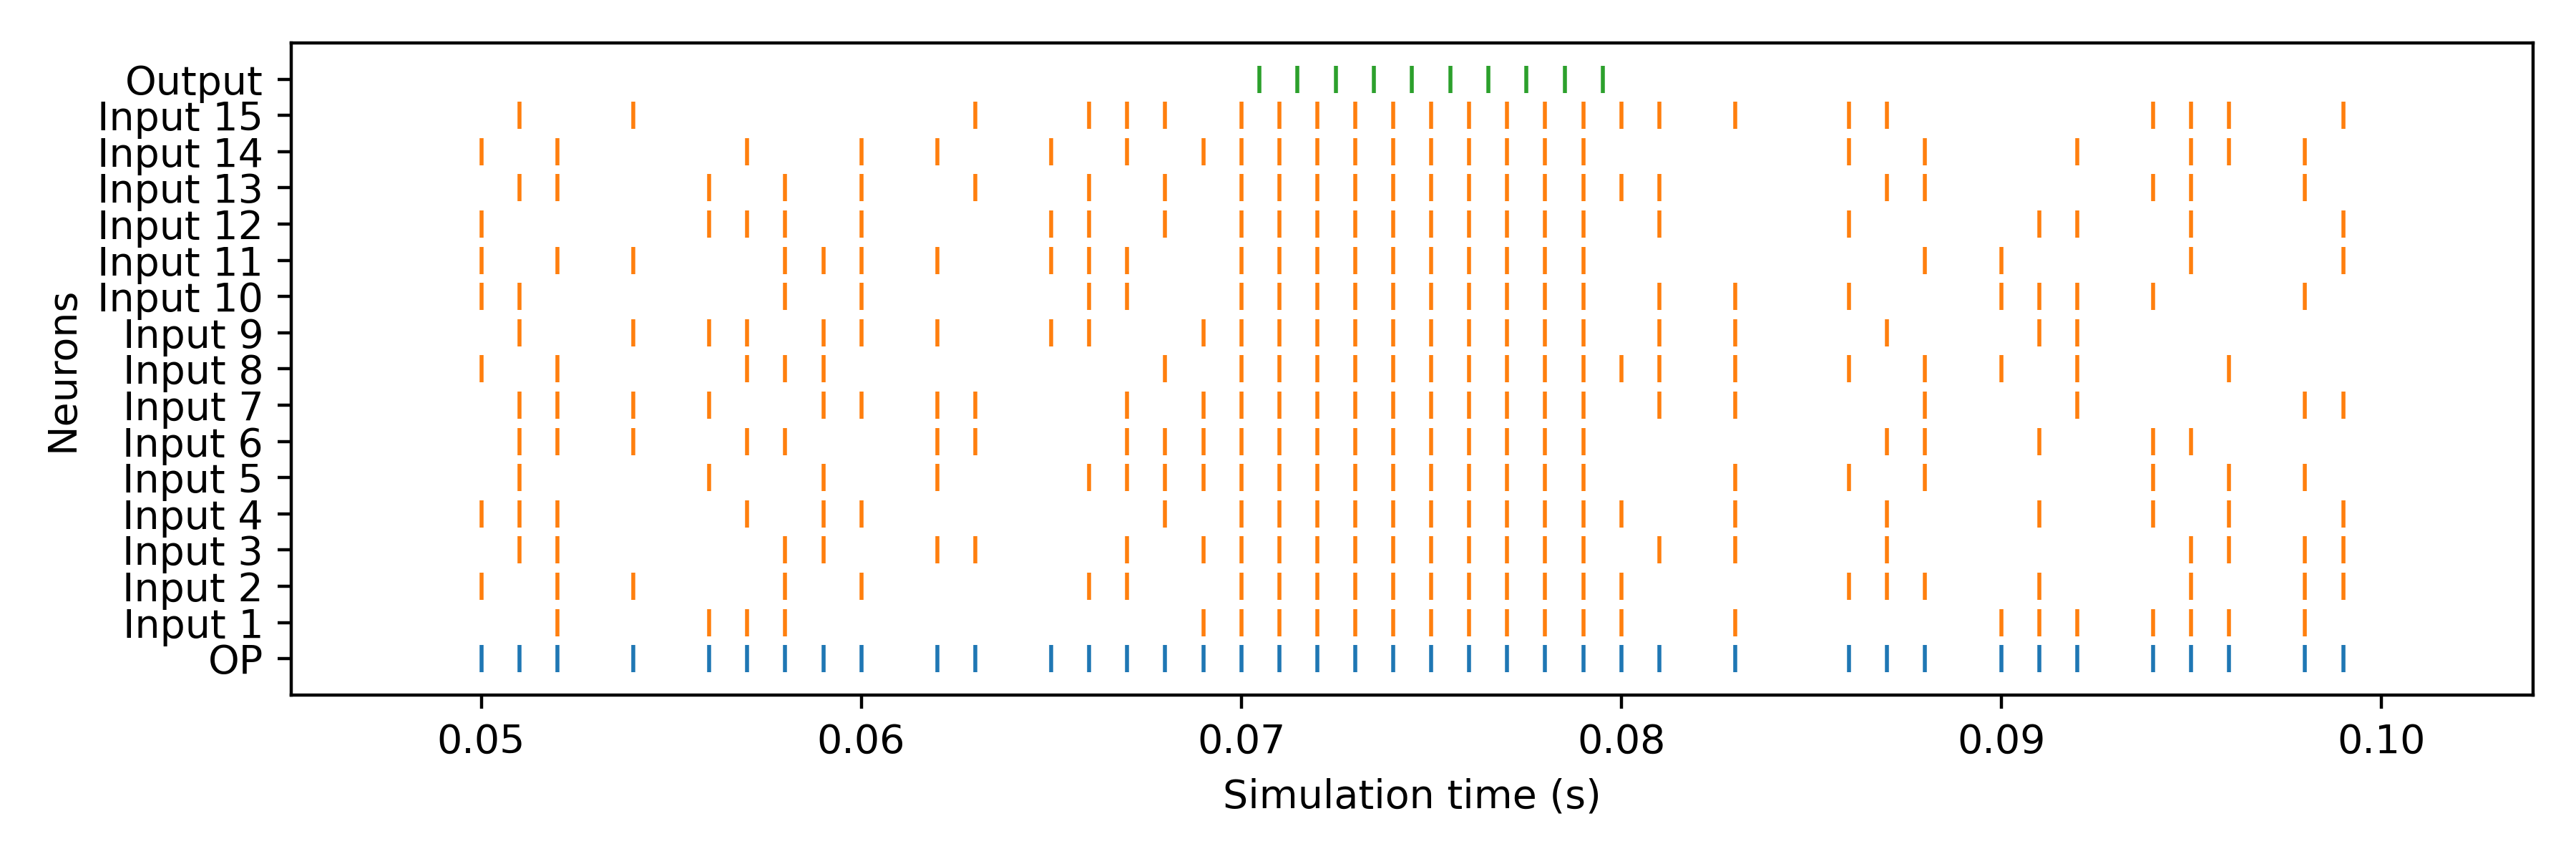 Output
Input 15
Input 14
Input 13
Input 12
Input 11
Input 10
Input 9
Input 8
Input 7
Input 6
Input 5
Input 4
Input 3
Input 2
Input 1
OP
Neurons
0.05 0.06 0.07 0.08 0.09 0.10
Simulation time (s)